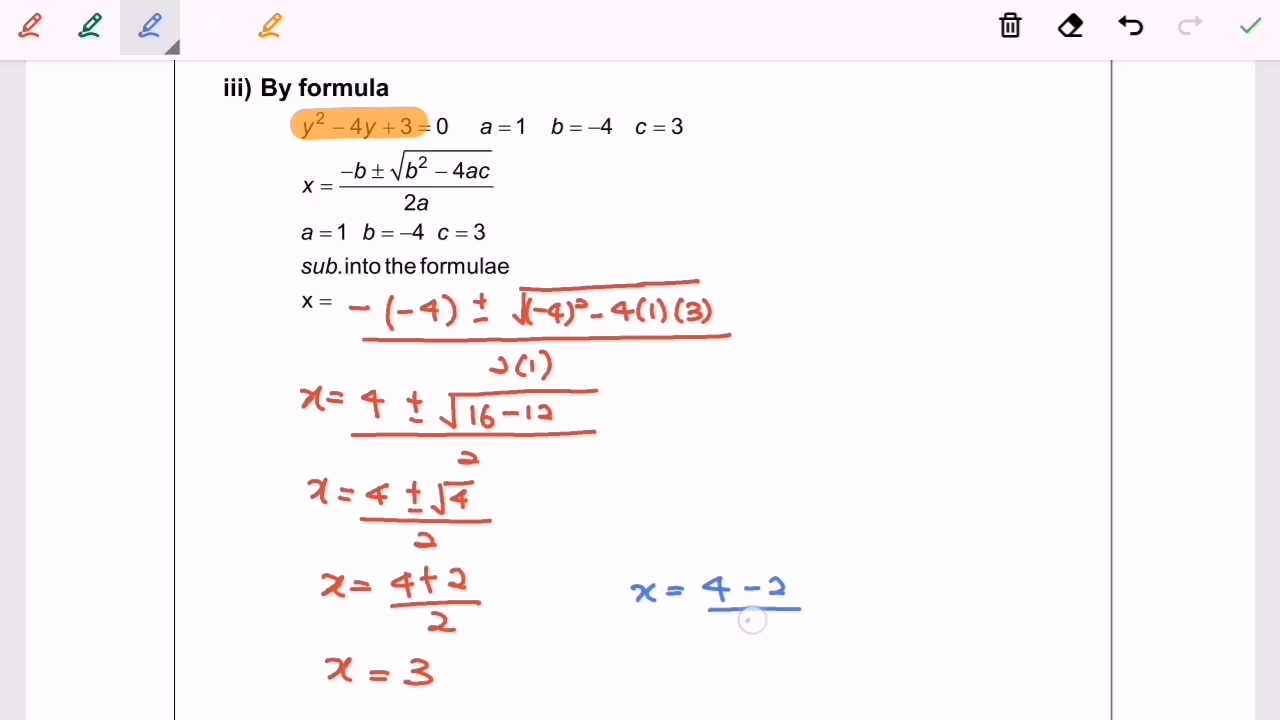 iii) By formula
y² − 4y + 3 = 0 a = 1 b = −4 c = 3
x = (−b ± √(b² − 4ac)) / 2a
a = 1 b = −4 c = 3
sub. into the formulae
x = (−(−4) ± √((−4)² − 4(1)(3))) / 2(1)
x = (4 ± √(16 − 12)) / 2
x = (4 ± √4) / 2
x = (4 + 2) / 2 x = 4 − 2
x = 3